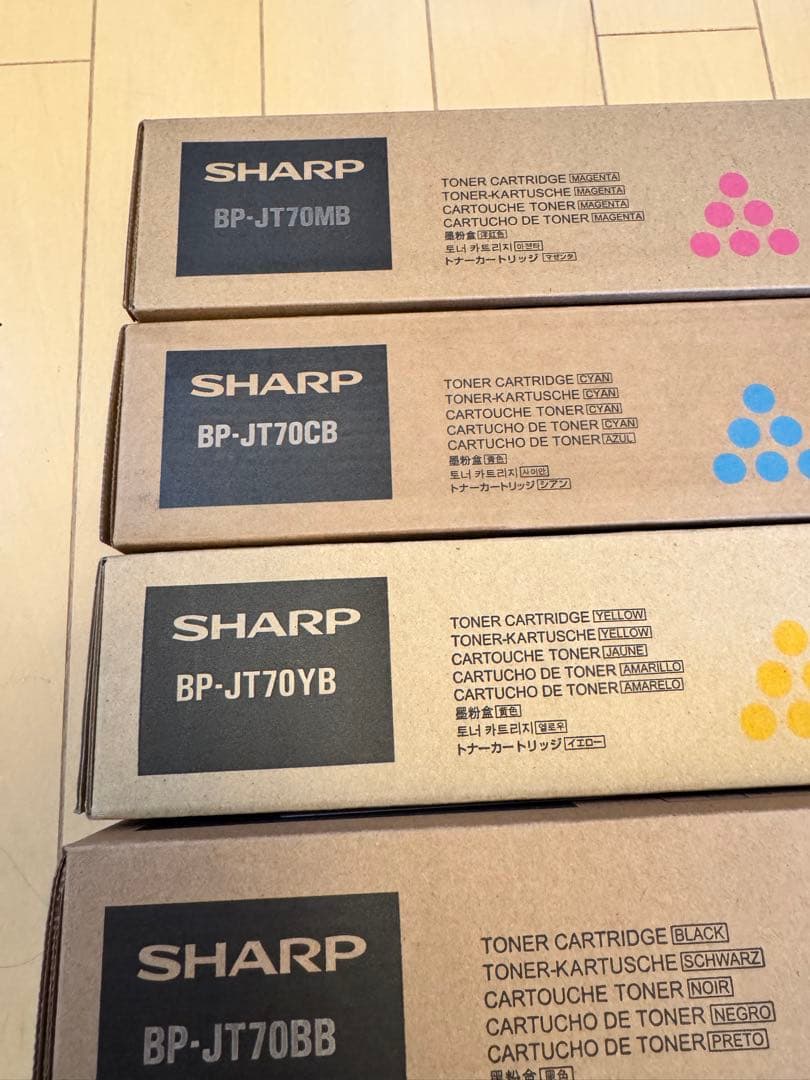 SHARP
BP-JT70MB
TONER CARTRIDGE MAGENTA
TONER-KARTUSCHE MAGENTA
CARTOUCHE TONER MAGENTA
CARTUCHO DE TONER MAGENTA
墨粉盒 洋红色
토너 카트리지 마젠타
トナーカートリッジ マゼンタ
SHARP
BP-JT70CB
TONER CARTRIDGE CYAN
TONER-KARTUSCHE CYAN
CARTOUCHE TONER CYAN
CARTUCHO DE TONER CYAN
CARTUCHO DE TONER AZUL
墨粉盒 青色
토너 카트리지 사이안
トナーカートリッジ シアン
SHARP
BP-JT70YB
TONER CARTRIDGE YELLOW
TONER-KARTUSCHE YELLOW
CARTOUCHE TONER JAUNE
CARTUCHO DE TONER AMARILLO
CARTUCHO DE TONER AMARELO
墨粉盒 黄色
토너 카트리지 옐로우
トナーカートリッジ イエロー
SHARP
BP-JT70BB
TONER CARTRIDGE BLACK
TONER-KARTUSCHE SCHWARZ
CARTOUCHE TONER NOIR
CARTUCHO DE TONER NEGRO
CARTUCHO DE TONER PRETO
墨粉盒 黑色